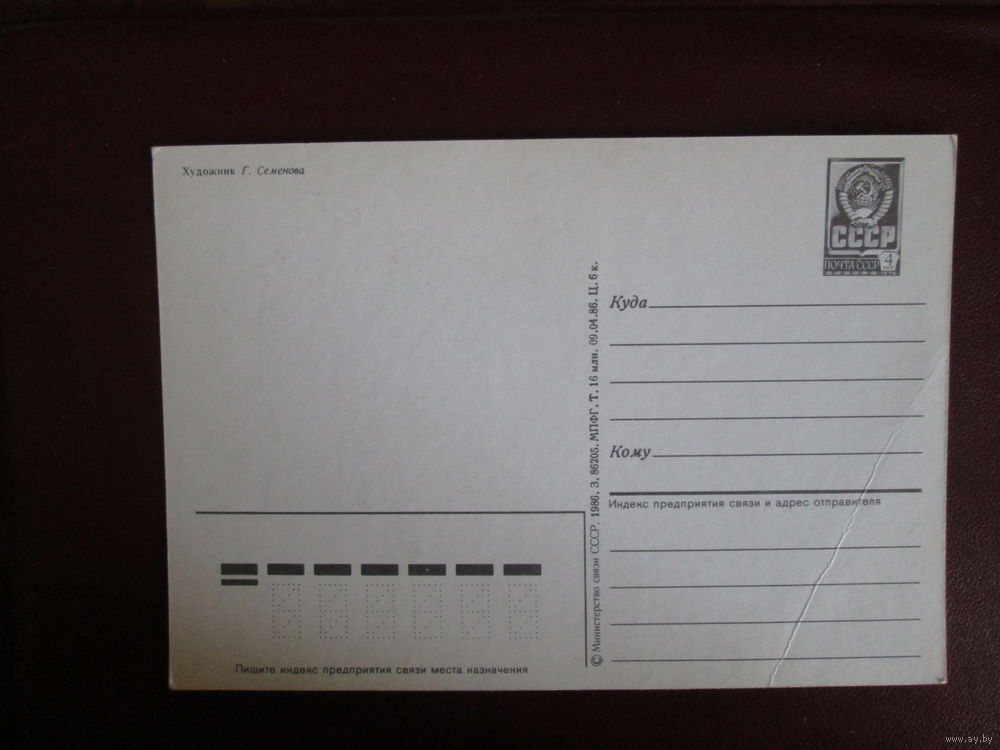 Художник Г. Семенова
СССР
ПОЧТА СССР
4
Куда
Кому
Индекс предприятия связи и адрес отправителя
© Министерство связи СССР. 1986. З. 86205. МПФГ. Т. 16 млн. 09.04.86. Ц. 6 к.
Пишите индекс предприятия связи места назначения
www.ay.by